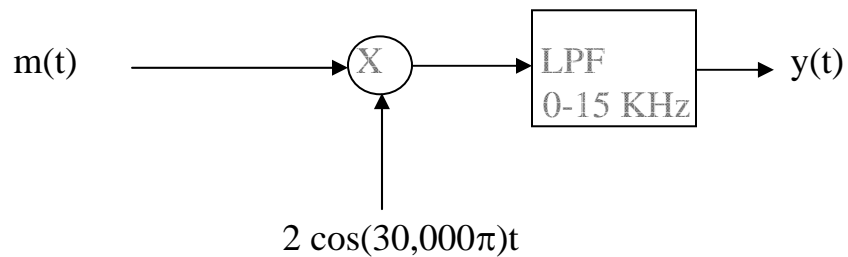 m(t)
X
LPF
y(t)
0-15 KHz
2 cos(30,000π)t